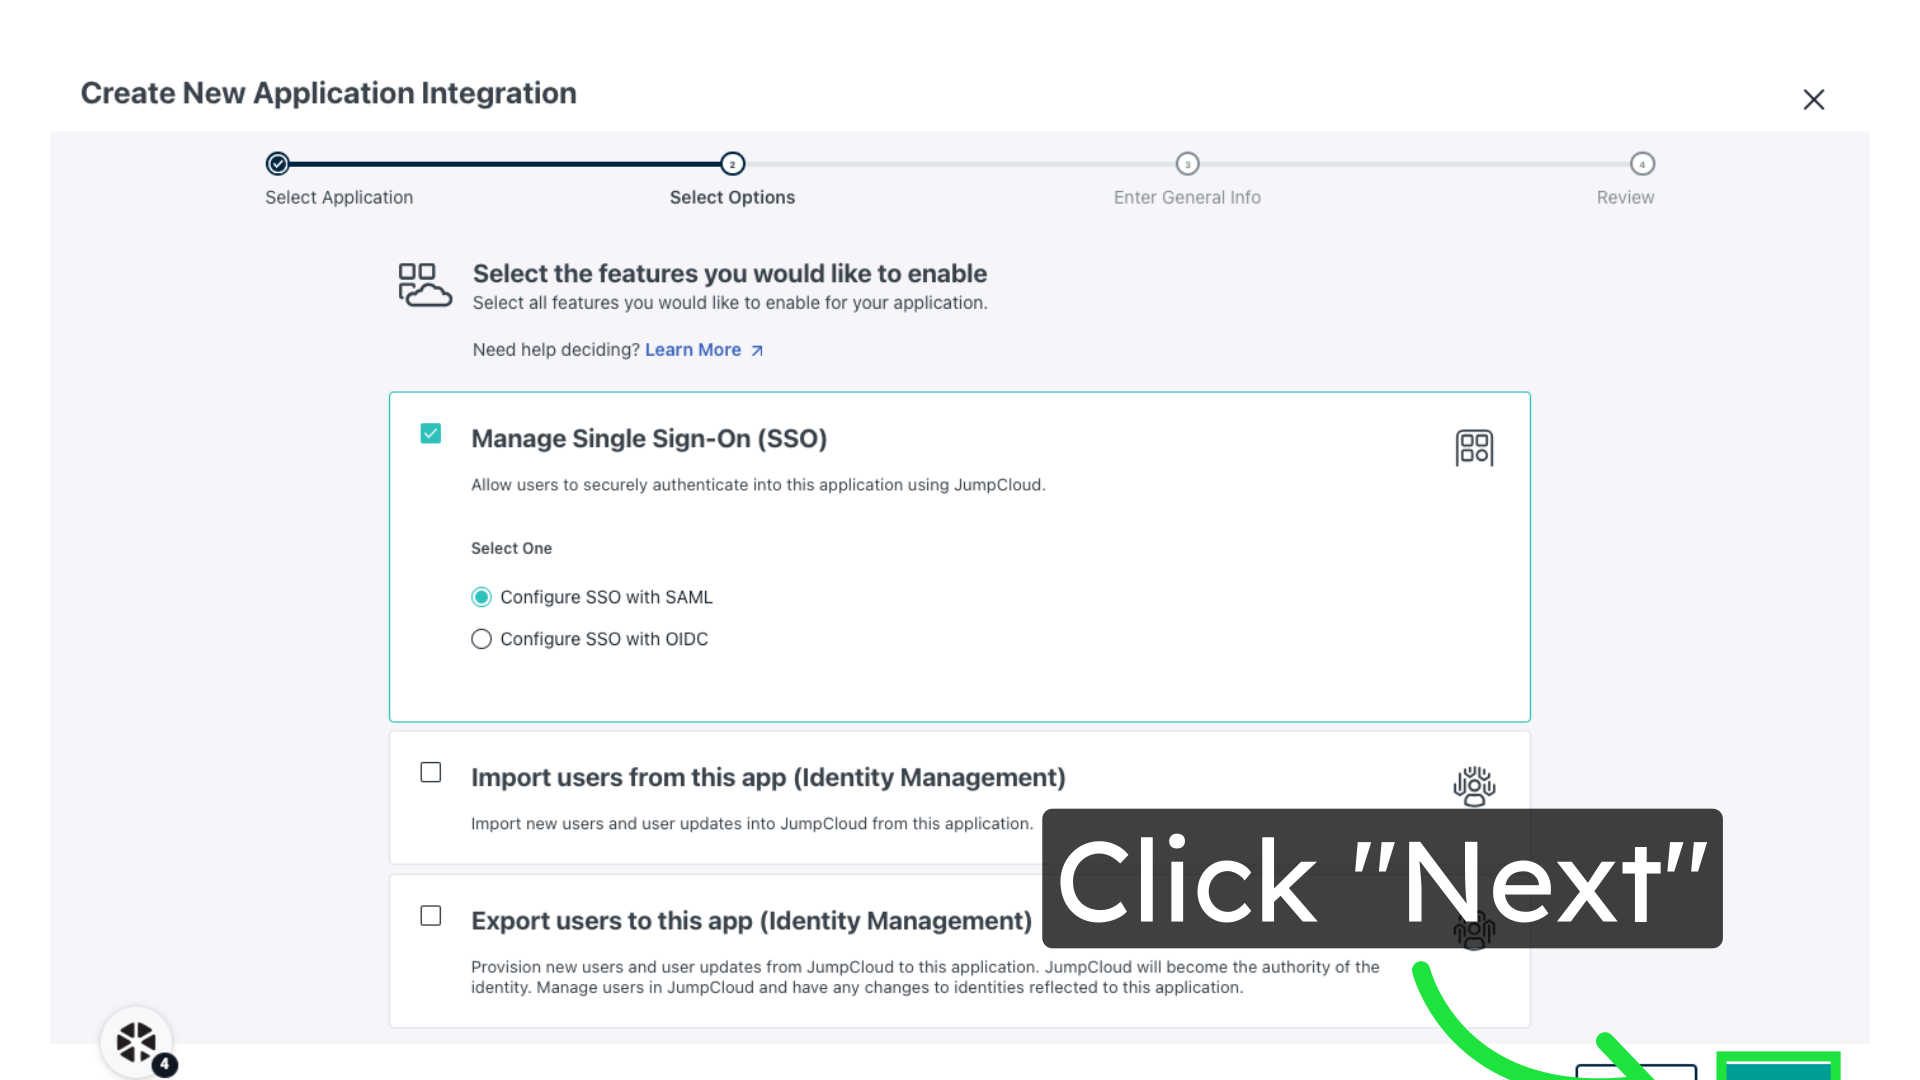 Create New Application Integration
2
3
4
Select Application
Select Options
Enter General Info
Review
Select the features you would like to enable
Select all features you would like to enable for your application.
Need help deciding? Learn More
Manage Single Sign-On (SSO)
Allow users to securely authenticate into this application using JumpCloud.
Select One
Configure SSO with SAML
Configure SSO with OIDC
Import users from this app (Identity Management)
Import new users and user updates into JumpCloud from this application.
Click "Next"
Export users to this app (Identity Management)
Provision new users and user updates from JumpCloud to this application. JumpCloud will become the authority of the
identity. Manage users in JumpCloud and have any changes to identities reflected to this application.
4